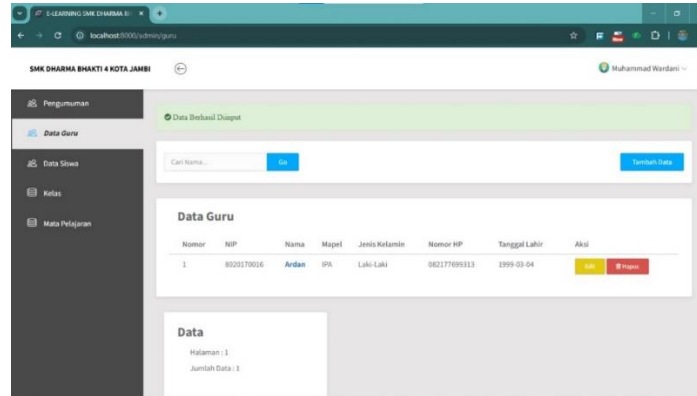 E-LEARNING SMK DHARMA B
localhost:8000/admin/guru
SMK DHARMA BHAKTI 4 KOTA JAMBI
Muhammad Wardani
Pengumuman
Data Guru
Data Siswa
Kelas
Mata Pelajaran
Data Berhasil Diinput
Cari Nama...
Go
Tambah Data
Data Guru
Nomor NIP Nama Mapel Jenis Kelamin Nomor HP Tanggal Lahir Aksi
1 8020170016 Ardan IPA Laki-Laki 082177699313 1999-03-04 Edit Hapus
Data
Halaman : 1
Jumlah Data : 1